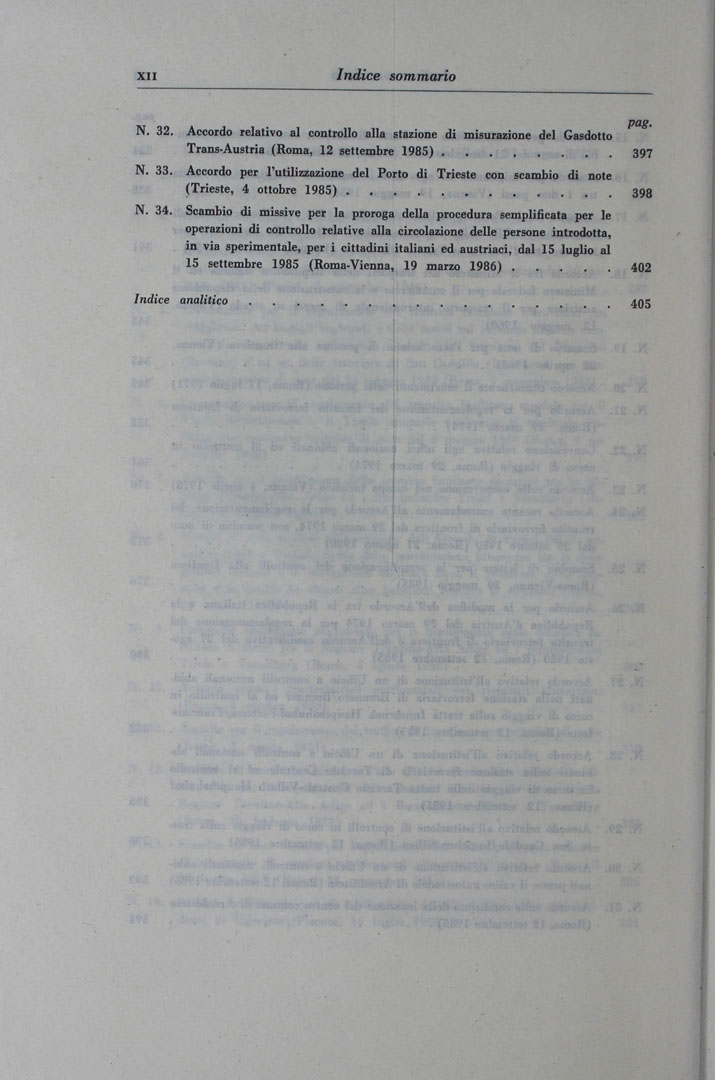 XII Indice sommario
pag.
N. 32. Accordo relativo al controllo alla stazione di misurazione del Gasdotto
Trans-Austria (Roma, 12 settembre 1985) . . . . . . . . 397
N. 33. Accordo per l'utilizzazione del Porto di Trieste con scambio di note
(Trieste, 4 ottobre 1985) . . . . . . . . . . . . 398
N. 34. Scambio di missive per la proroga della procedura semplificata per le
operazioni di controllo relative alla circolazione delle persone introdotta,
in via sperimentale, per i cittadini italiani ed austriaci, dal 15 luglio al
15 settembre 1985 (Roma-Vienna, 19 marzo 1986) . . . . . 402
Indice analitico . . . . . . . . . . . . . . . . 405